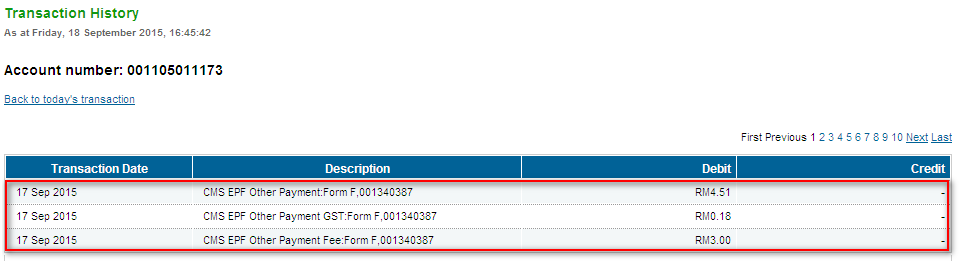 Transaction History
As at Friday, 18 September 2015, 16:45:42
Account number: 001105011173
Back to today's transaction
First Previous 1 2 3 4 5 6 7 8 9 10 Next Last
Transaction Date Description Debit Credit
17 Sep 2015 CMS EPF Other Payment:Form F,001340387 RM4.51 -
17 Sep 2015 CMS EPF Other Payment GST:Form F,001340387 RM0.18 -
17 Sep 2015 CMS EPF Other Payment Fee:Form F,001340387 RM3.00 -